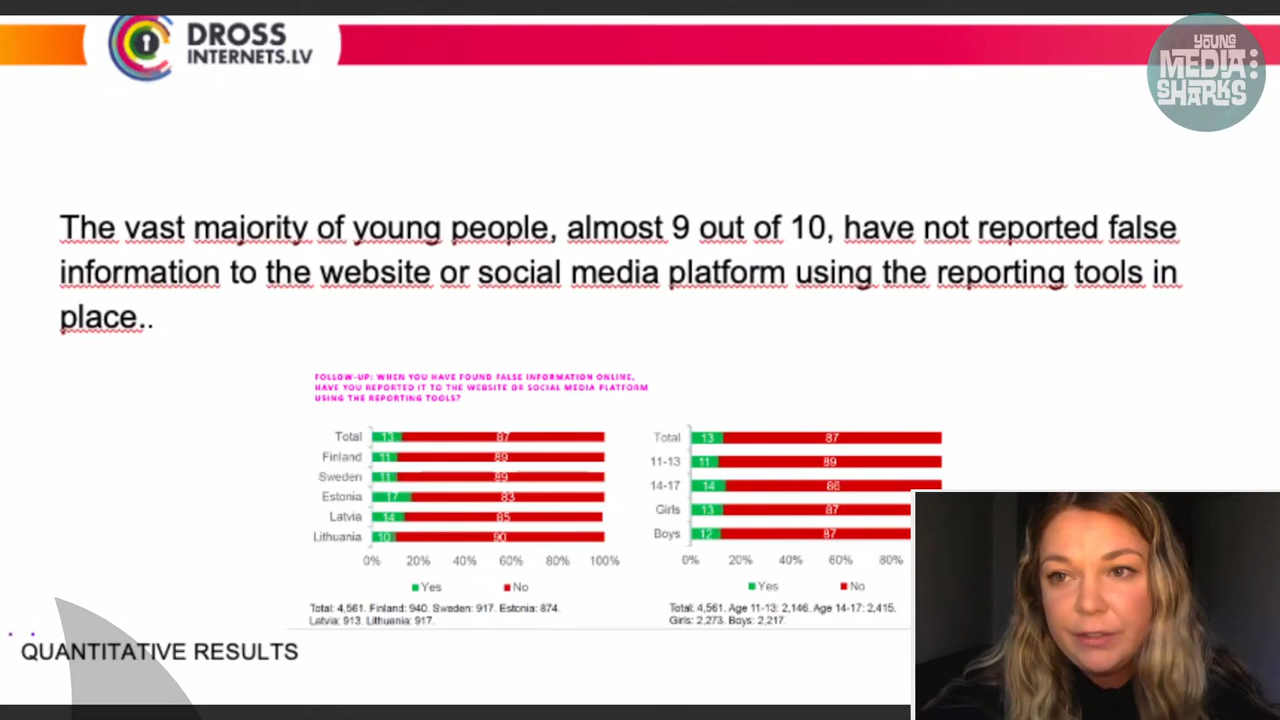 DROSS
INTERNETS.LV
YOUNG
MEDIA:
SHARKS
The vast majority of young people, almost 9 out of 10, have not reported false
information to the website or social media platform using the reporting tools in
place..
FOLLOW-UP: WHEN YOU HAVE FOUND FALSE INFORMATION ONLINE,
HAVE YOU REPORTED IT TO THE WEBSITE OR SOCIAL MEDIA PLATFORM
USING THE REPORTING TOOLS?
Total 13 87
Finland 11 89
Sweden 11 89
Estonia 17 83
Latvia 14 85
Lithuania 10 90
0% 20% 40% 60% 80% 100%
Yes No
Total: 4,561. Finland: 940. Sweden: 917. Estonia: 874.
Latvia: 913. Lithuania: 917.
Total 13 87
11-13 11 89
14-17 14 86
Girls 13 87
Boys 12 87
0% 20% 40% 60% 80%
Yes No
Total: 4,561. Age 11-13: 2,146. Age 14-17: 2,415.
Girls: 2,273. Boys: 2,217.
QUANTITATIVE RESULTS